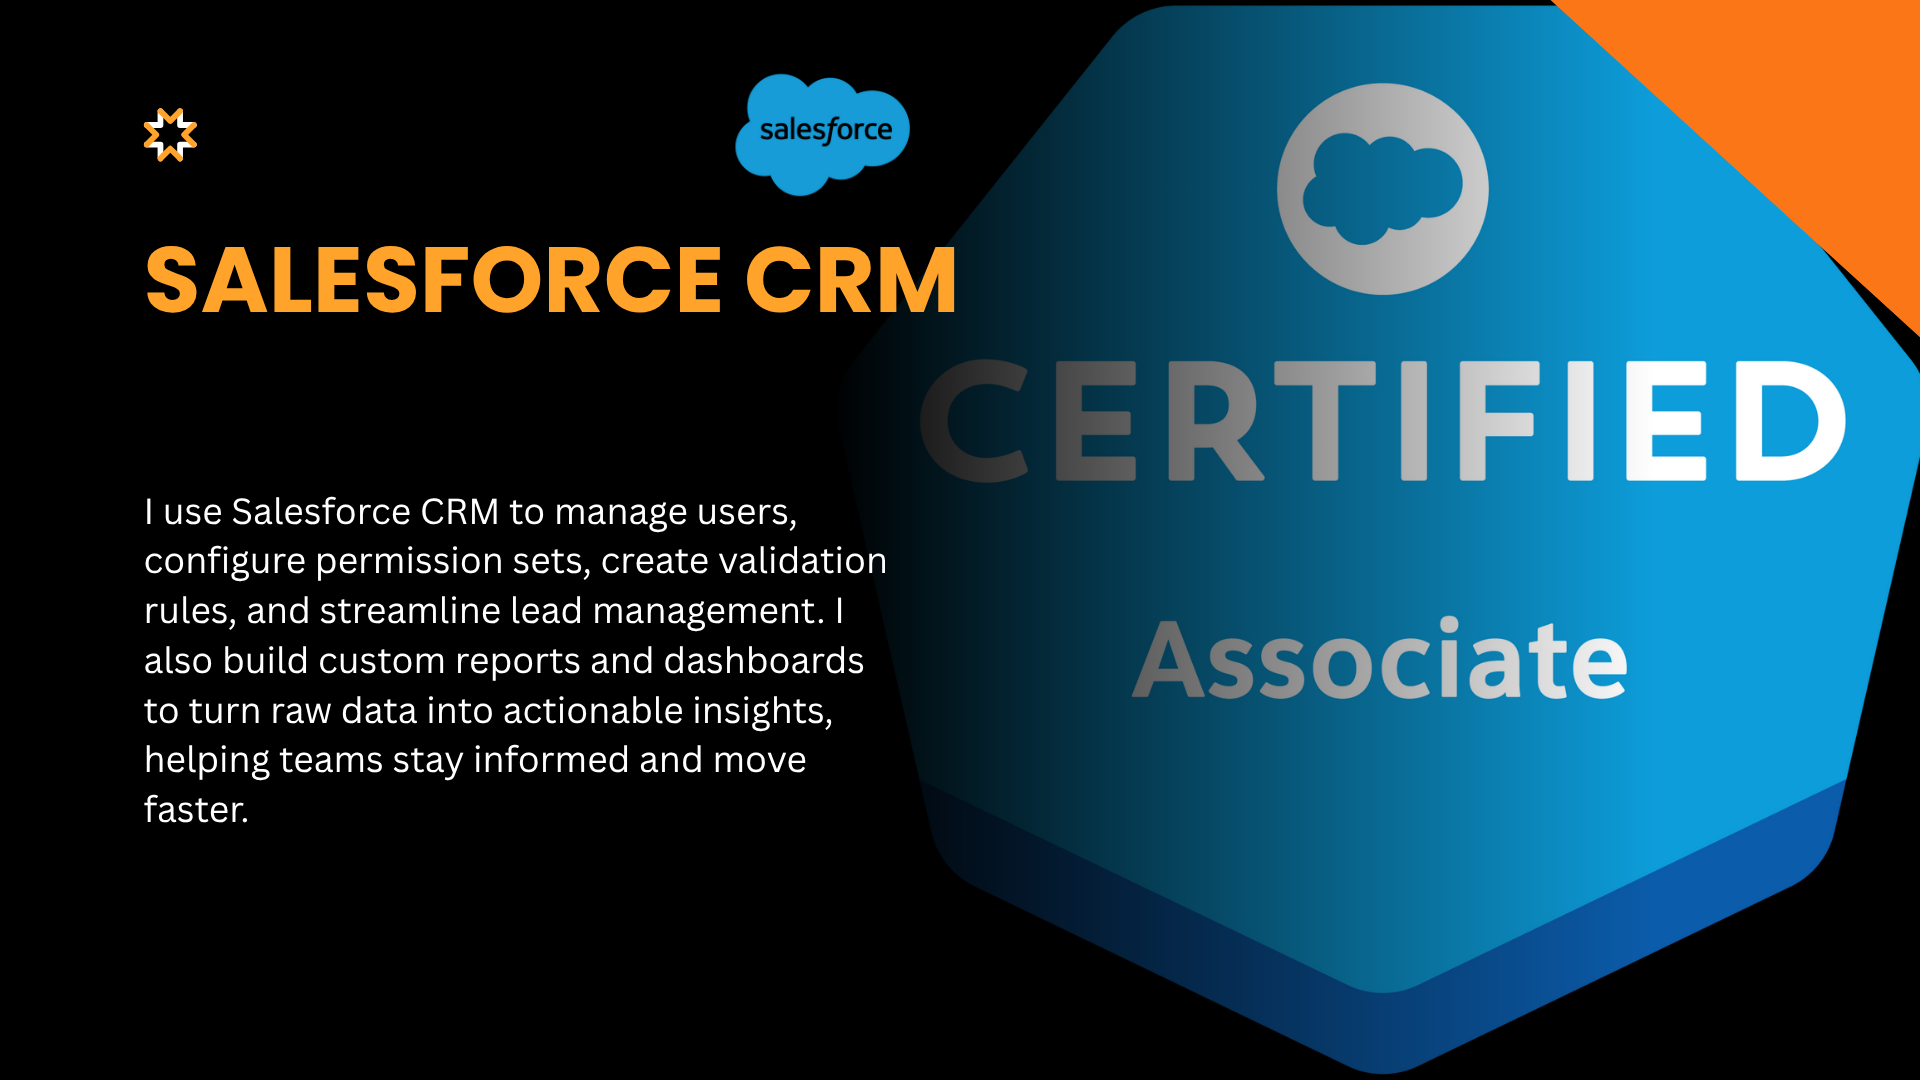 salesforce
SALESFORCE CRM
I use Salesforce CRM to manage users,
configure permission sets, create validation
rules, and streamline lead management. I
also build custom reports and dashboards
to turn raw data into actionable insights,
helping teams stay informed and move
faster.
CERTIFIED
Associate